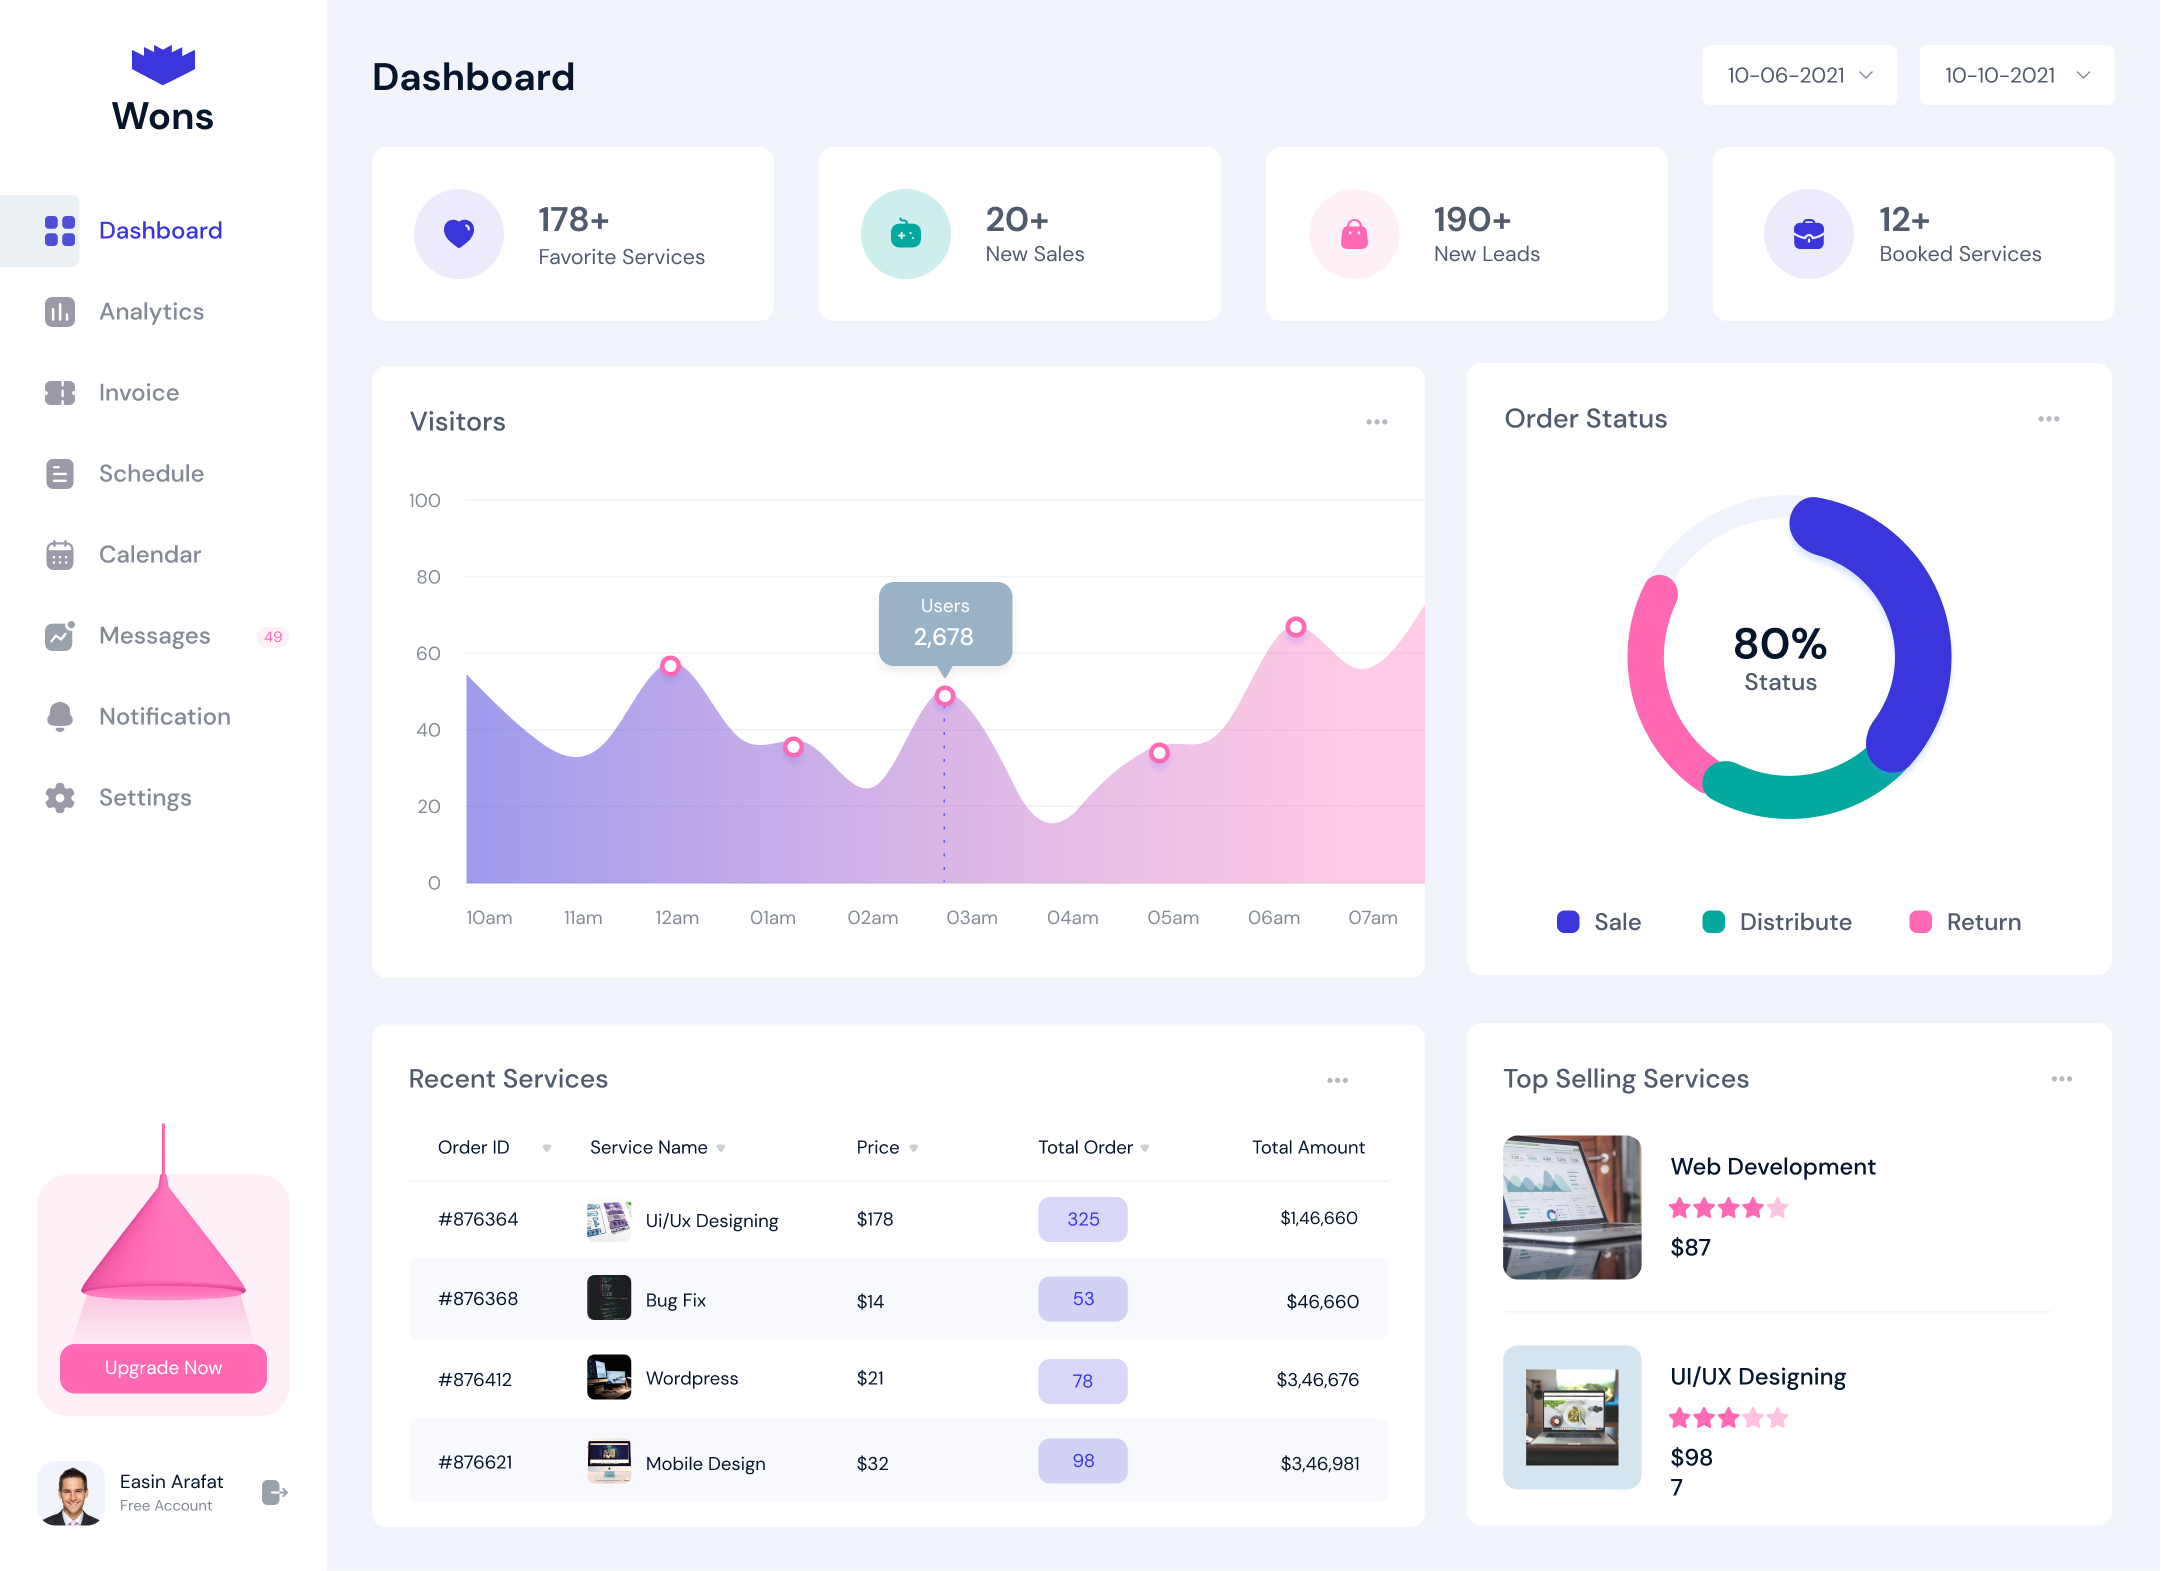 Wons
Dashboard
Analytics
Invoice
Schedule
Calendar
Messages 49
Notification
Settings
Upgrade Now
Easin Arafat
Free Account
Dashboard
10-06-2021
10-10-2021
178+
Favorite Services
20+
New Sales
190+
New Leads
12+
Booked Services
Visitors
100
80
60
40
20
0
Users
2,678
10am 11am 12am 01am 02am 03am 04am 05am 06am 07am
Order Status
80%
Status
Sale Distribute Return
Recent Services
Order ID Service Name Price Total Order Total Amount
#876364 Ui/Ux Designing $178 325 $1,46,660
#876368 Bug Fix $14 53 $46,660
#876412 Wordpress $21 78 $3,46,676
#876621 Mobile Design $32 98 $3,46,981
Top Selling Services
Web Development
$87
UI/UX Designing
$98
7